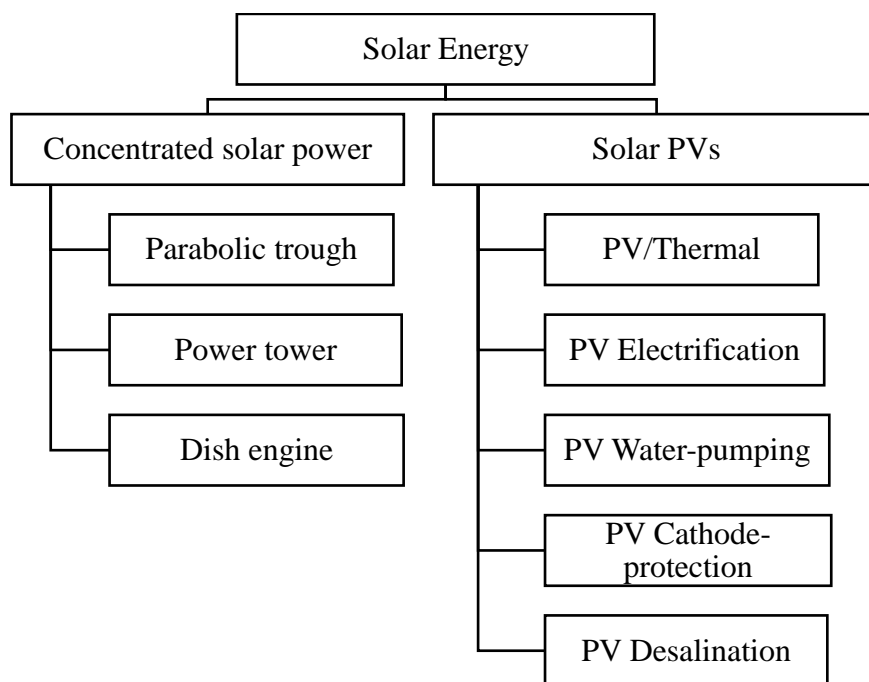 Solar Energy
Concentrated solar power
Solar PVs
Parabolic trough
Power tower
Dish engine
PV/Thermal
PV Electrification
PV Water-pumping
PV Cathode-
protection
PV Desalination